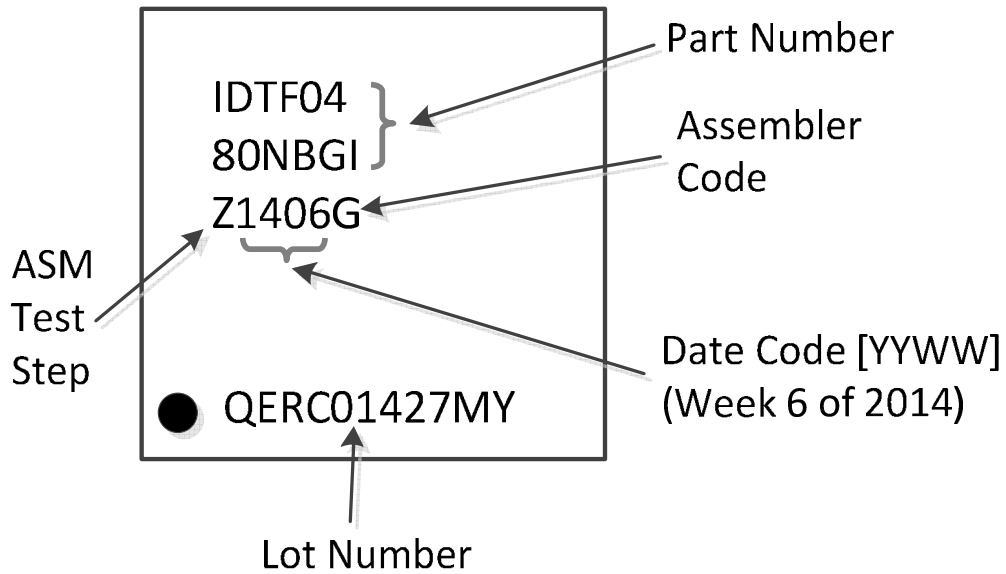 Part Number
IDTF04
80NBGI
Assembler
Code
Z1406G
ASM
Test
Step
Date Code [YYWW]
(Week 6 of 2014)
QERC01427MY
Lot Number